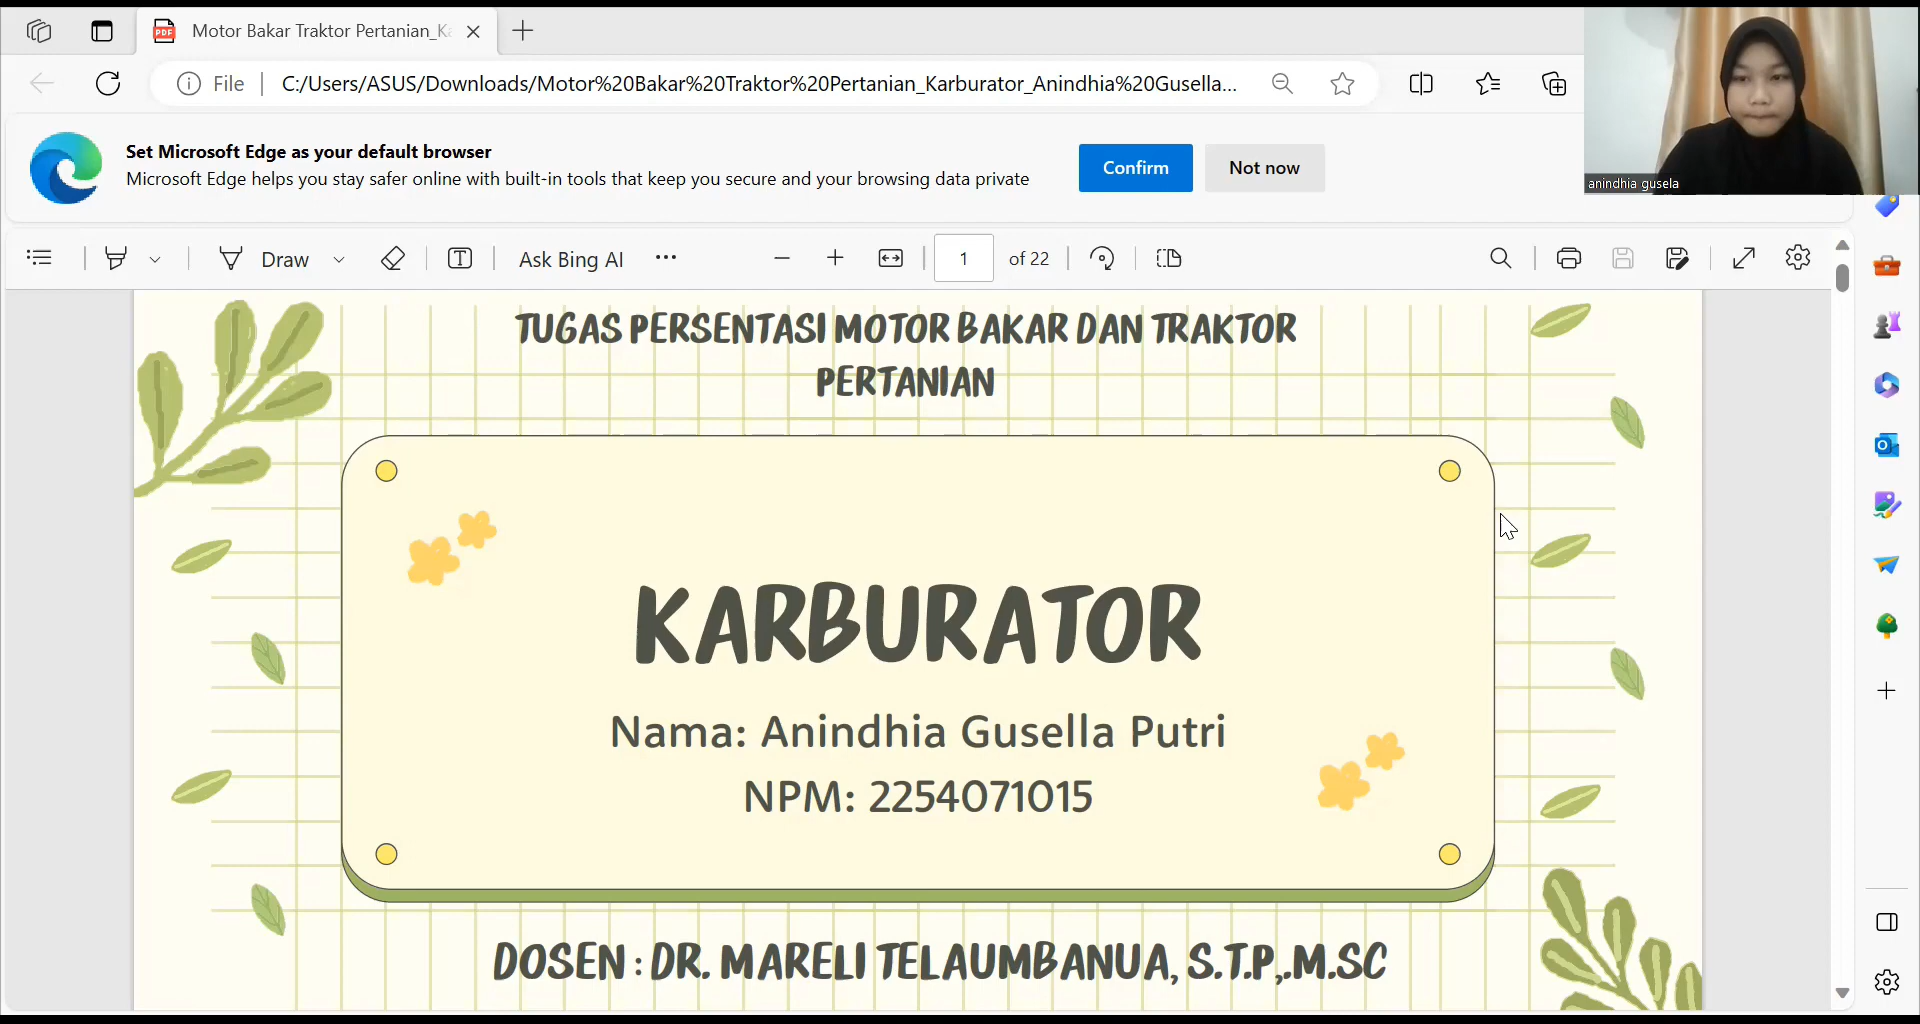 Motor Bakar Traktor Pertanian_Ka
File
C:/Users/ASUS/Downloads/Motor%20Bakar%20Traktor%20Pertanian_Karburator_Anindhia%20Gusella...
Set Microsoft Edge as your default browser
Microsoft Edge helps you stay safer online with built-in tools that keep you secure and your browsing data private
Confirm
Not now
anindhia gusela
Draw
Ask Bing AI
1
of 22
TUGAS PERSENTASI MOTOR BAKAR DAN TRAKTOR
PERTANIAN
KARBURATOR
Nama: Anindhia Gusella Putri
NPM: 2254071015
DOSEN : DR. MARELI TELAUMBANUA, S.T.P,.M.SC